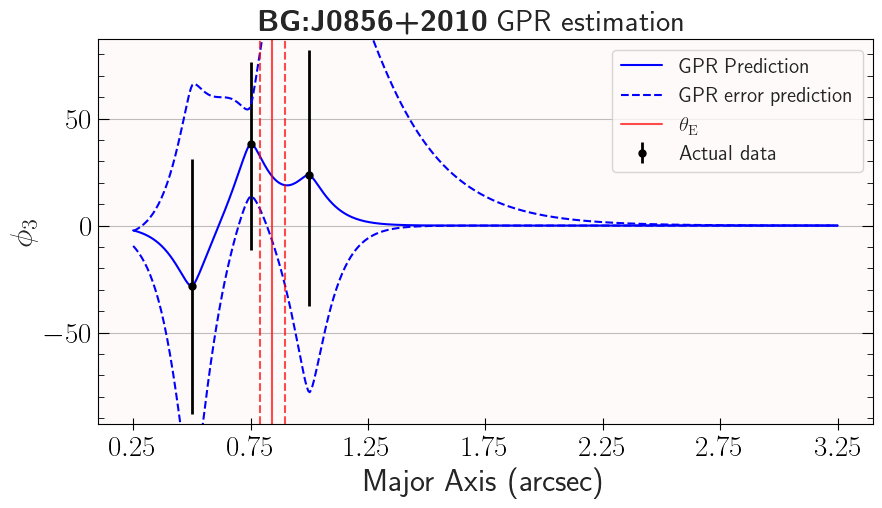 BG:J0856+2010 GPR estimation
GPR Prediction
GPR error prediction
θE
Actual data
50
0
−50
ϕ3
0.25 0.75 1.25 1.75 2.25 2.75 3.25
Major Axis (arcsec)